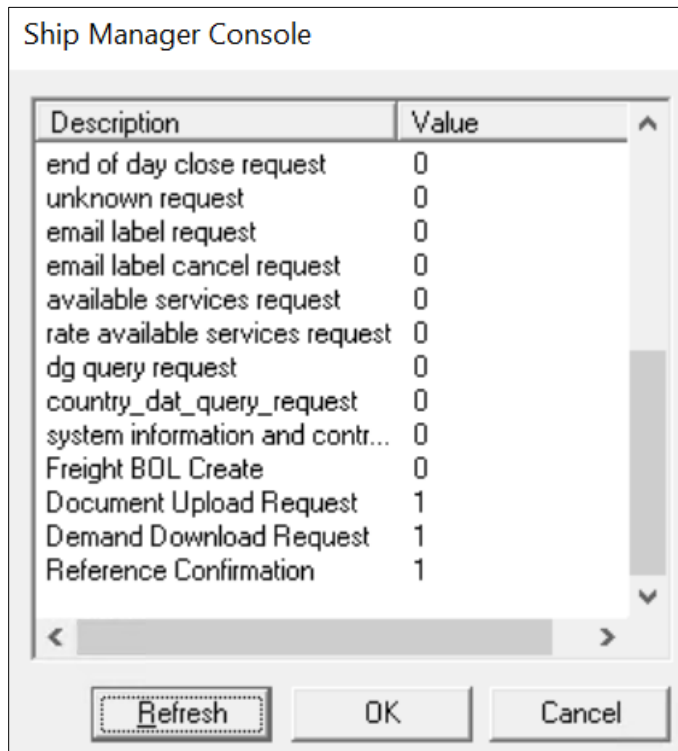 Ship Manager Console
Description Value
end of day close request 0
unknown request 0
email label request 0
email label cancel request 0
available services request 0
rate available services request 0
dg query request 0
country_dat_query_request 0
system information and contr... 0
Freight BOL Create 0
Document Upload Request 1
Demand Download Request 1
Reference Confirmation 1
Refresh OK Cancel